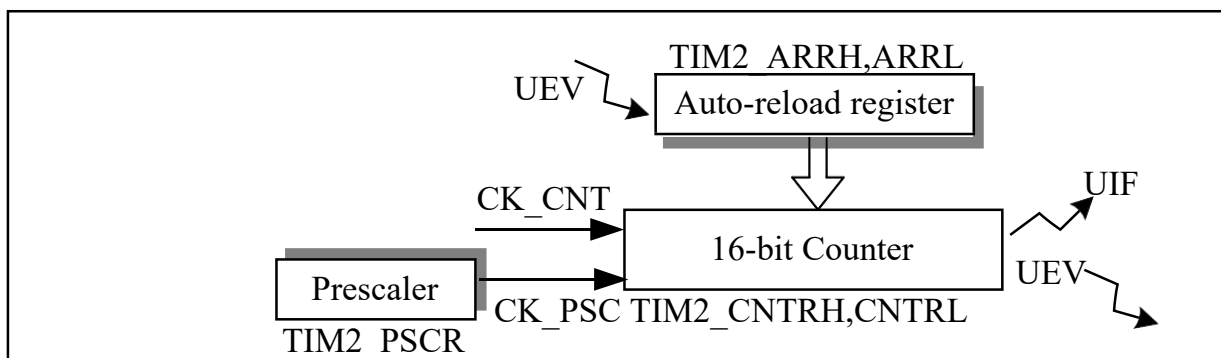 TIM2_ARRH,ARRL
UEV
Auto-reload register
CK_CNT
UIF
16-bit Counter
UEV
Prescaler
CK_PSC TIM2_CNTRH,CNTRL
TIM2_PSCR